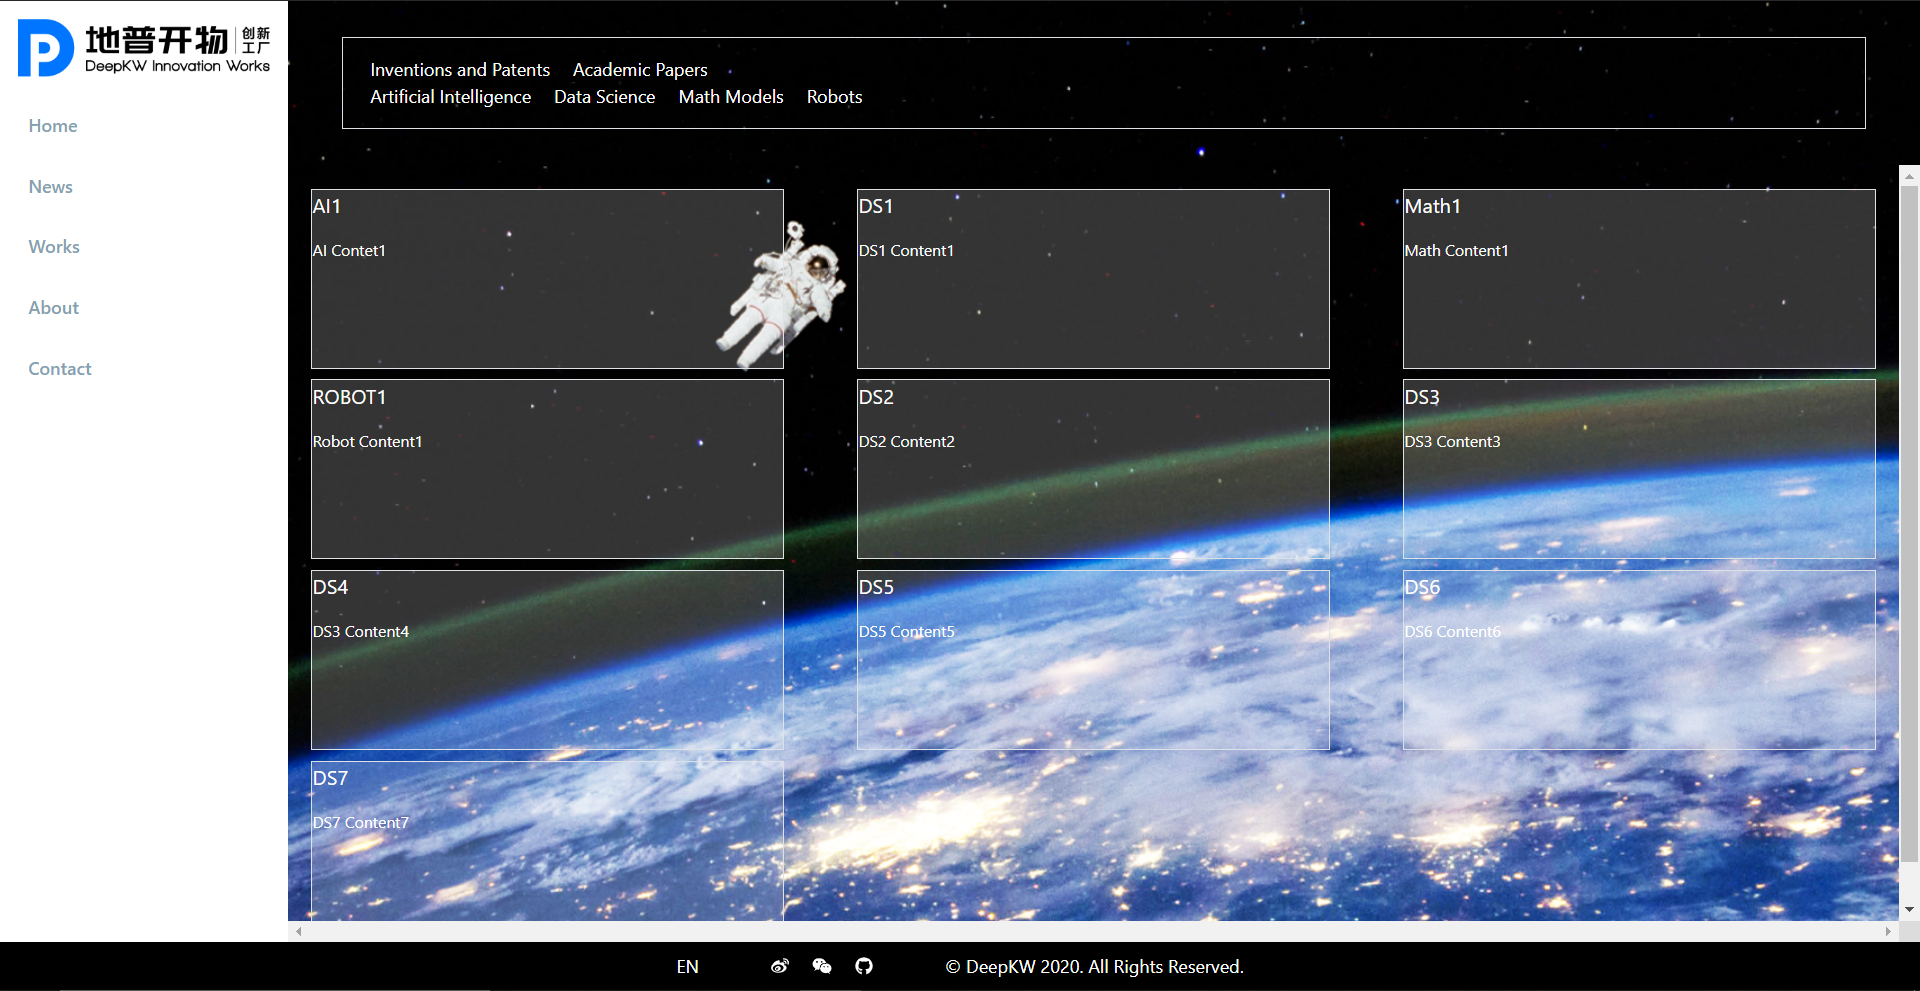 地普开物 创新工厂
DeepKW Innovation Works
Home
News
Works
About
Contact
Inventions and Patents Academic Papers
Artificial Intelligence Data Science Math Models Robots
AI1
AI Contet1
DS1
DS1 Content1
Math1
Math Content1
ROBOT1
Robot Content1
DS2
DS2 Content2
DS3
DS3 Content3
DS4
DS3 Content4
DS5
DS5 Content5
DS6
DS6 Content6
DS7
DS7 Content7
EN
© DeepKW 2020. All Rights Reserved.